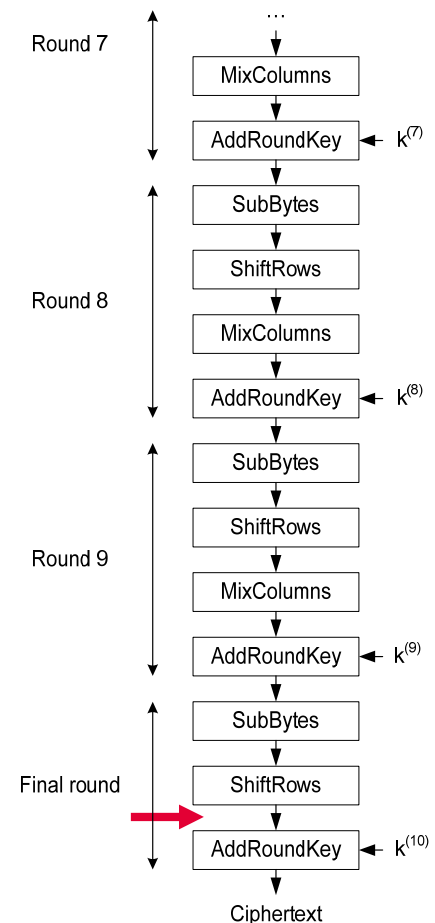 ...
Round 7
MixColumns
AddRoundKey k(7)
SubBytes
ShiftRows
Round 8
MixColumns
AddRoundKey k(8)
SubBytes
ShiftRows
Round 9
MixColumns
AddRoundKey k(9)
SubBytes
Final round ShiftRows
AddRoundKey k(10)
Ciphertext